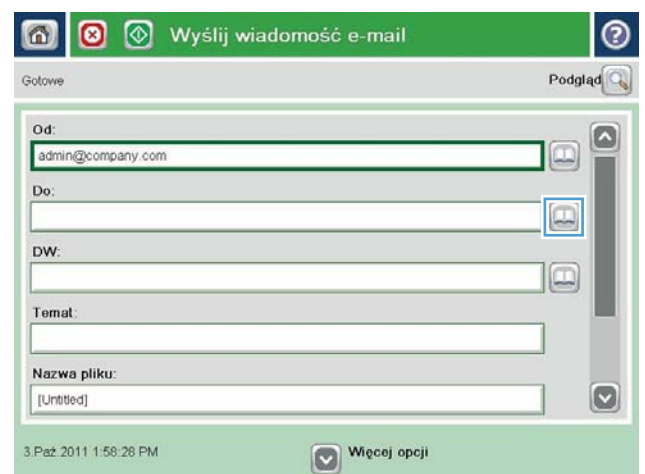 Wyślij wiadomość e-mail
?
Gotowe
Podgląd
Od:
admin@company.com
Do:
DW:
Temat:
Nazwa pliku:
[Untitled]
3.Paź 2011 1:58:28 PM
Więcej opcji